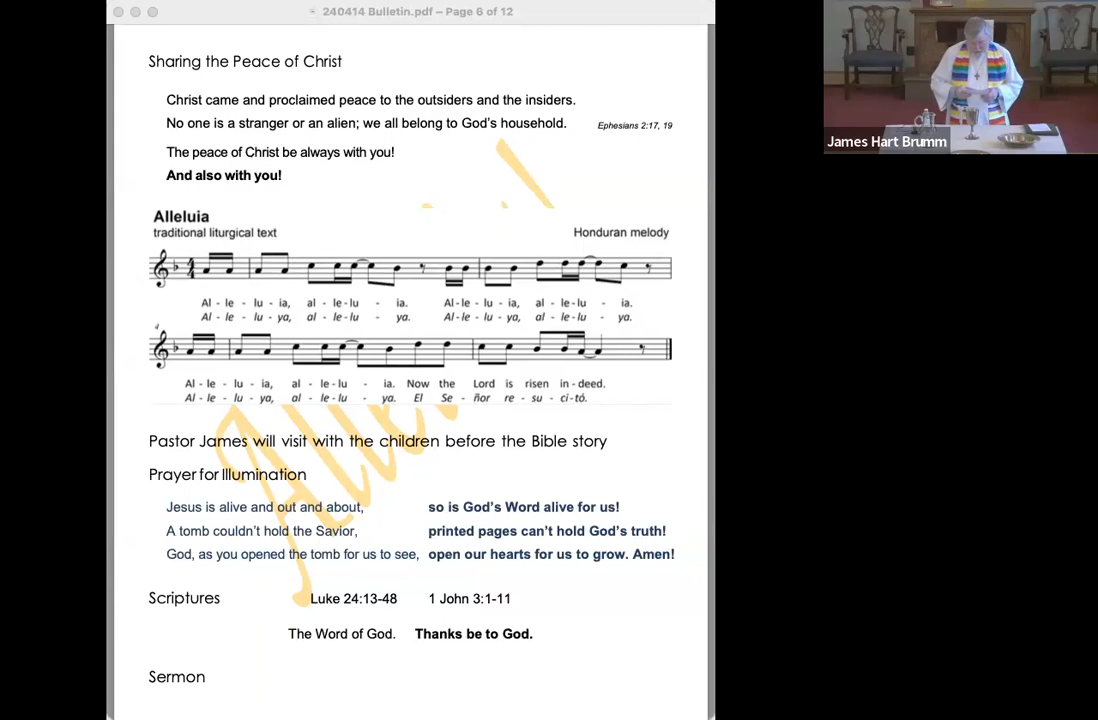 240414 Bulletin.pdf – Page 6 of 12
Sharing the Peace of Christ
Christ came and proclaimed peace to the outsiders and the insiders.
No one is a stranger or an alien; we all belong to God's household. Ephesians 2:17, 19
The peace of Christ be always with you!
And also with you!
Alleluia
traditional liturgical text Honduran melody
Al - le - lu - ia, al - le - lu - ia. Al - le - lu - ia, al - le - lu - ia.
Al - le - lu - ya, al - le - lu - ya. Al - le - lu - ya, al - le - lu - ya.
4
Al - le - lu - ia, al - le - lu - ia. Now the Lord is risen in - deed.
Al - le - lu - ya, al - le - lu - ya. El Se - ñor re - su - ci - tó.
Pastor James will visit with the children before the Bible story
Prayer for Illumination
Jesus is alive and out and about, so is God's Word alive for us!
A tomb couldn't hold the Savior, printed pages can't hold God's truth!
God, as you opened the tomb for us to see, open our hearts for us to grow. Amen!
Scriptures Luke 24:13-48 1 John 3:1-11
The Word of God. Thanks be to God.
Sermon
James Hart Brumm